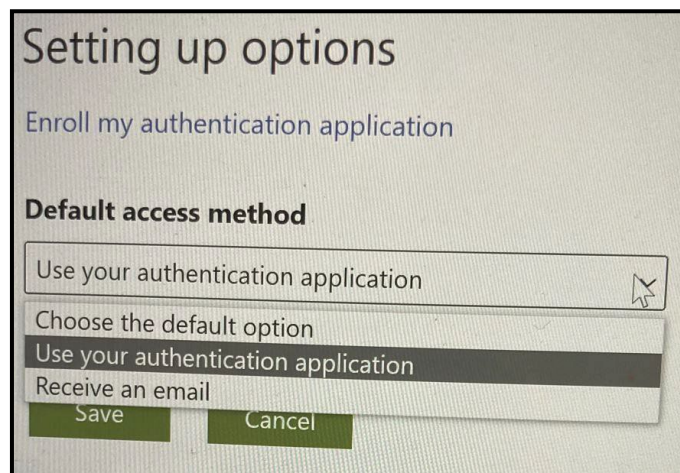 Setting up options
Enroll my authentication application
Default access method
Use your authentication application
Choose the default option
Use your authentication application
Receive an email
Save
Cancel